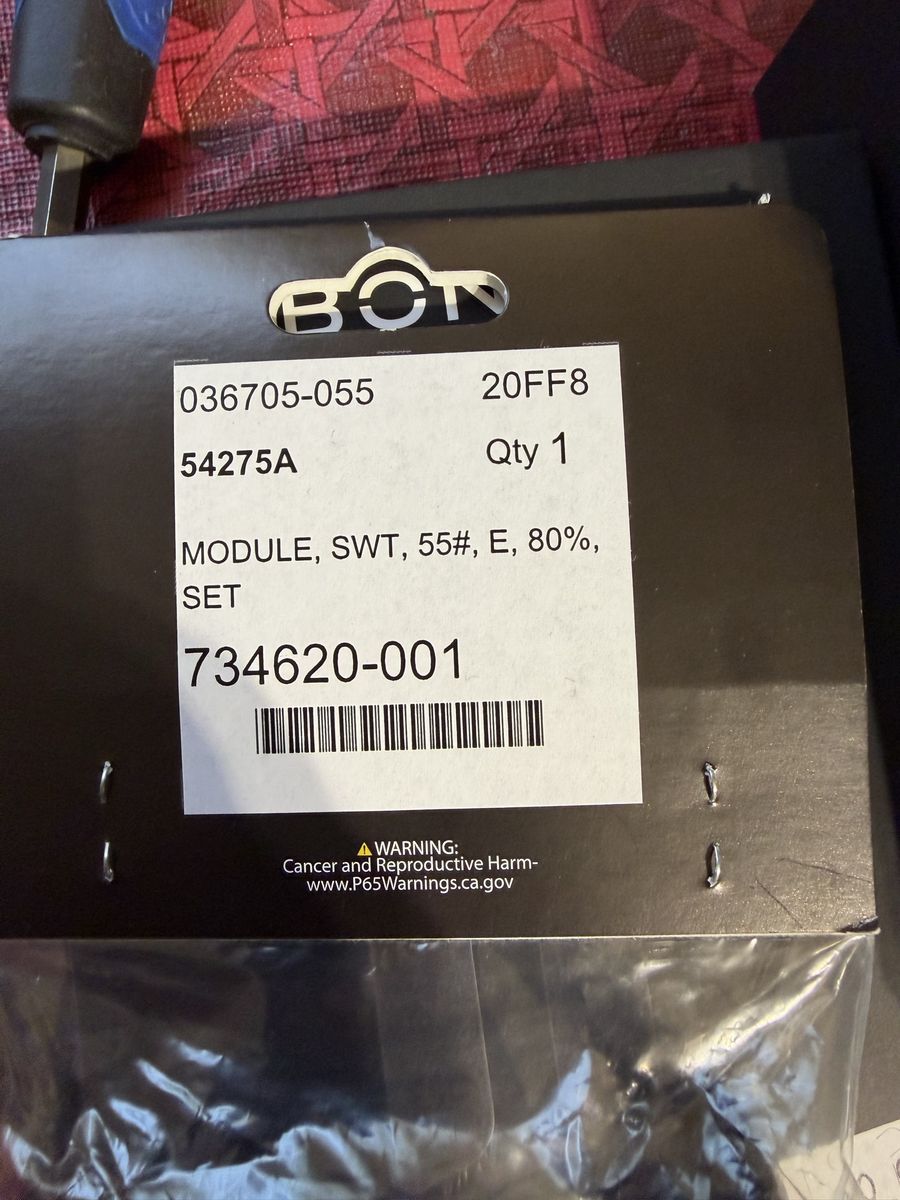 BON
036705-055 20FF8
54275A Qty 1
MODULE, SWT, 55#, E, 80%,
SET
734620-001
WARNING:
Cancer and Reproductive Harm-
www.P65Warnings.ca.gov